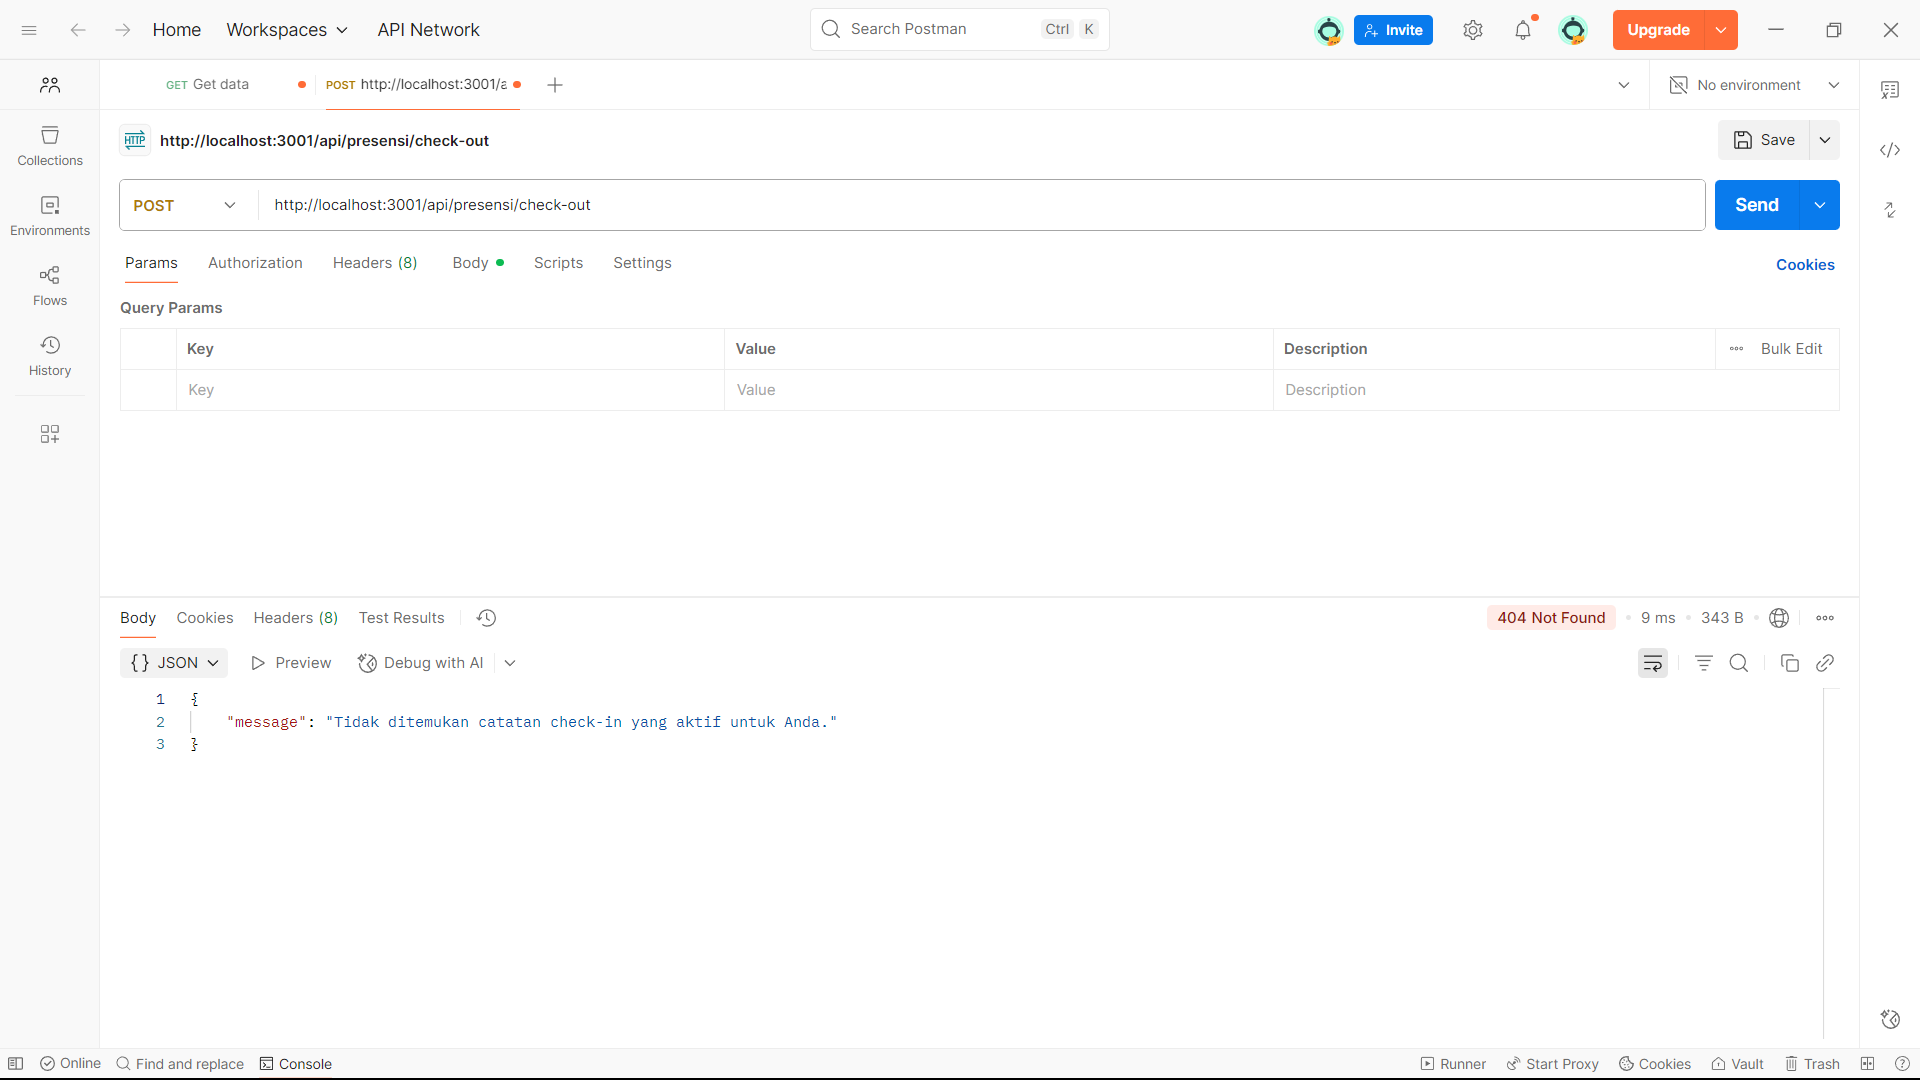 Home Workspaces API Network Search Postman Ctrl K Invite Upgrade
GET Get data POST http://localhost:3001/a No environment
HTTP http://localhost:3001/api/presensi/check-out Save
POST http://localhost:3001/api/presensi/check-out Send
Params Authorization Headers (8) Body Scripts Settings Cookies
Query Params
Key Value Description Bulk Edit
Key Value Description
Collections
Environments
Flows
History
Body Cookies Headers (8) Test Results 404 Not Found 9 ms 343 B
{} JSON Preview Debug with AI
1 {
2 "message": "Tidak ditemukan catatan check-in yang aktif untuk Anda."
3 }
Online Find and replace Console Runner Start Proxy Cookies Vault Trash